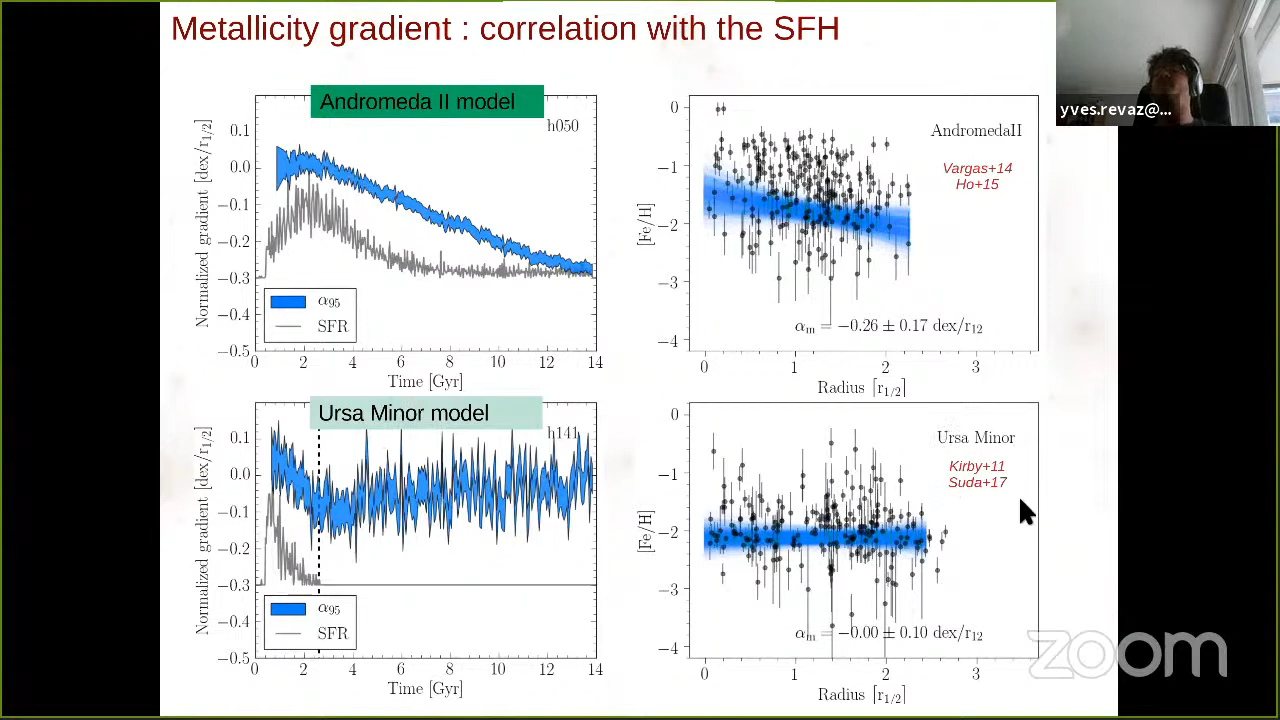 Metallicity gradient : correlation with the SFH
yves.revaz@...
Andromeda II model
h050
Normalized gradient [dex/r1/2]
0.1
0.0
−0.1
−0.2
−0.3
−0.4
−0.5
α95
SFR
0 2 4 6 8 10 12 14
Time [Gyr]
AndromedaII
Vargas+14
Ho+15
[Fe/H]
0
−1
−2
−3
−4
αm = −0.26 ± 0.17 dex/r12
0 1 2 3
Radius [r1/2]
Ursa Minor model
h141
Normalized gradient [dex/r1/2]
0.1
0.0
−0.1
−0.2
−0.3
−0.4
−0.5
α95
SFR
0 2 4 6 8 10 12 14
Time [Gyr]
Ursa Minor
Kirby+11
Suda+17
[Fe/H]
0
−1
−2
−3
−4
αm = −0.00 ± 0.10 dex/r12
0 1 2 3
Radius [r1/2]
zoom